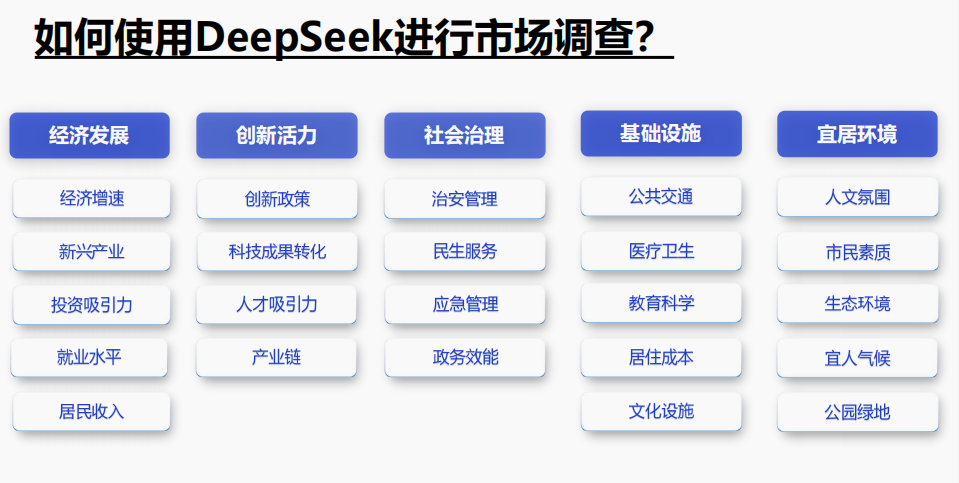 如何使用DeepSeek进行市场调查？
经济发展
经济增速
新兴产业
投资吸引力
就业水平
居民收入
创新活力
创新政策
科技成果转化
人才吸引力
产业链
社会治理
治安管理
民生服务
应急管理
政务效能
基础设施
公共交通
医疗卫生
教育科学
居住成本
文化设施
宜居环境
人文氛围
市民素质
生态环境
宜人气候
公园绿地